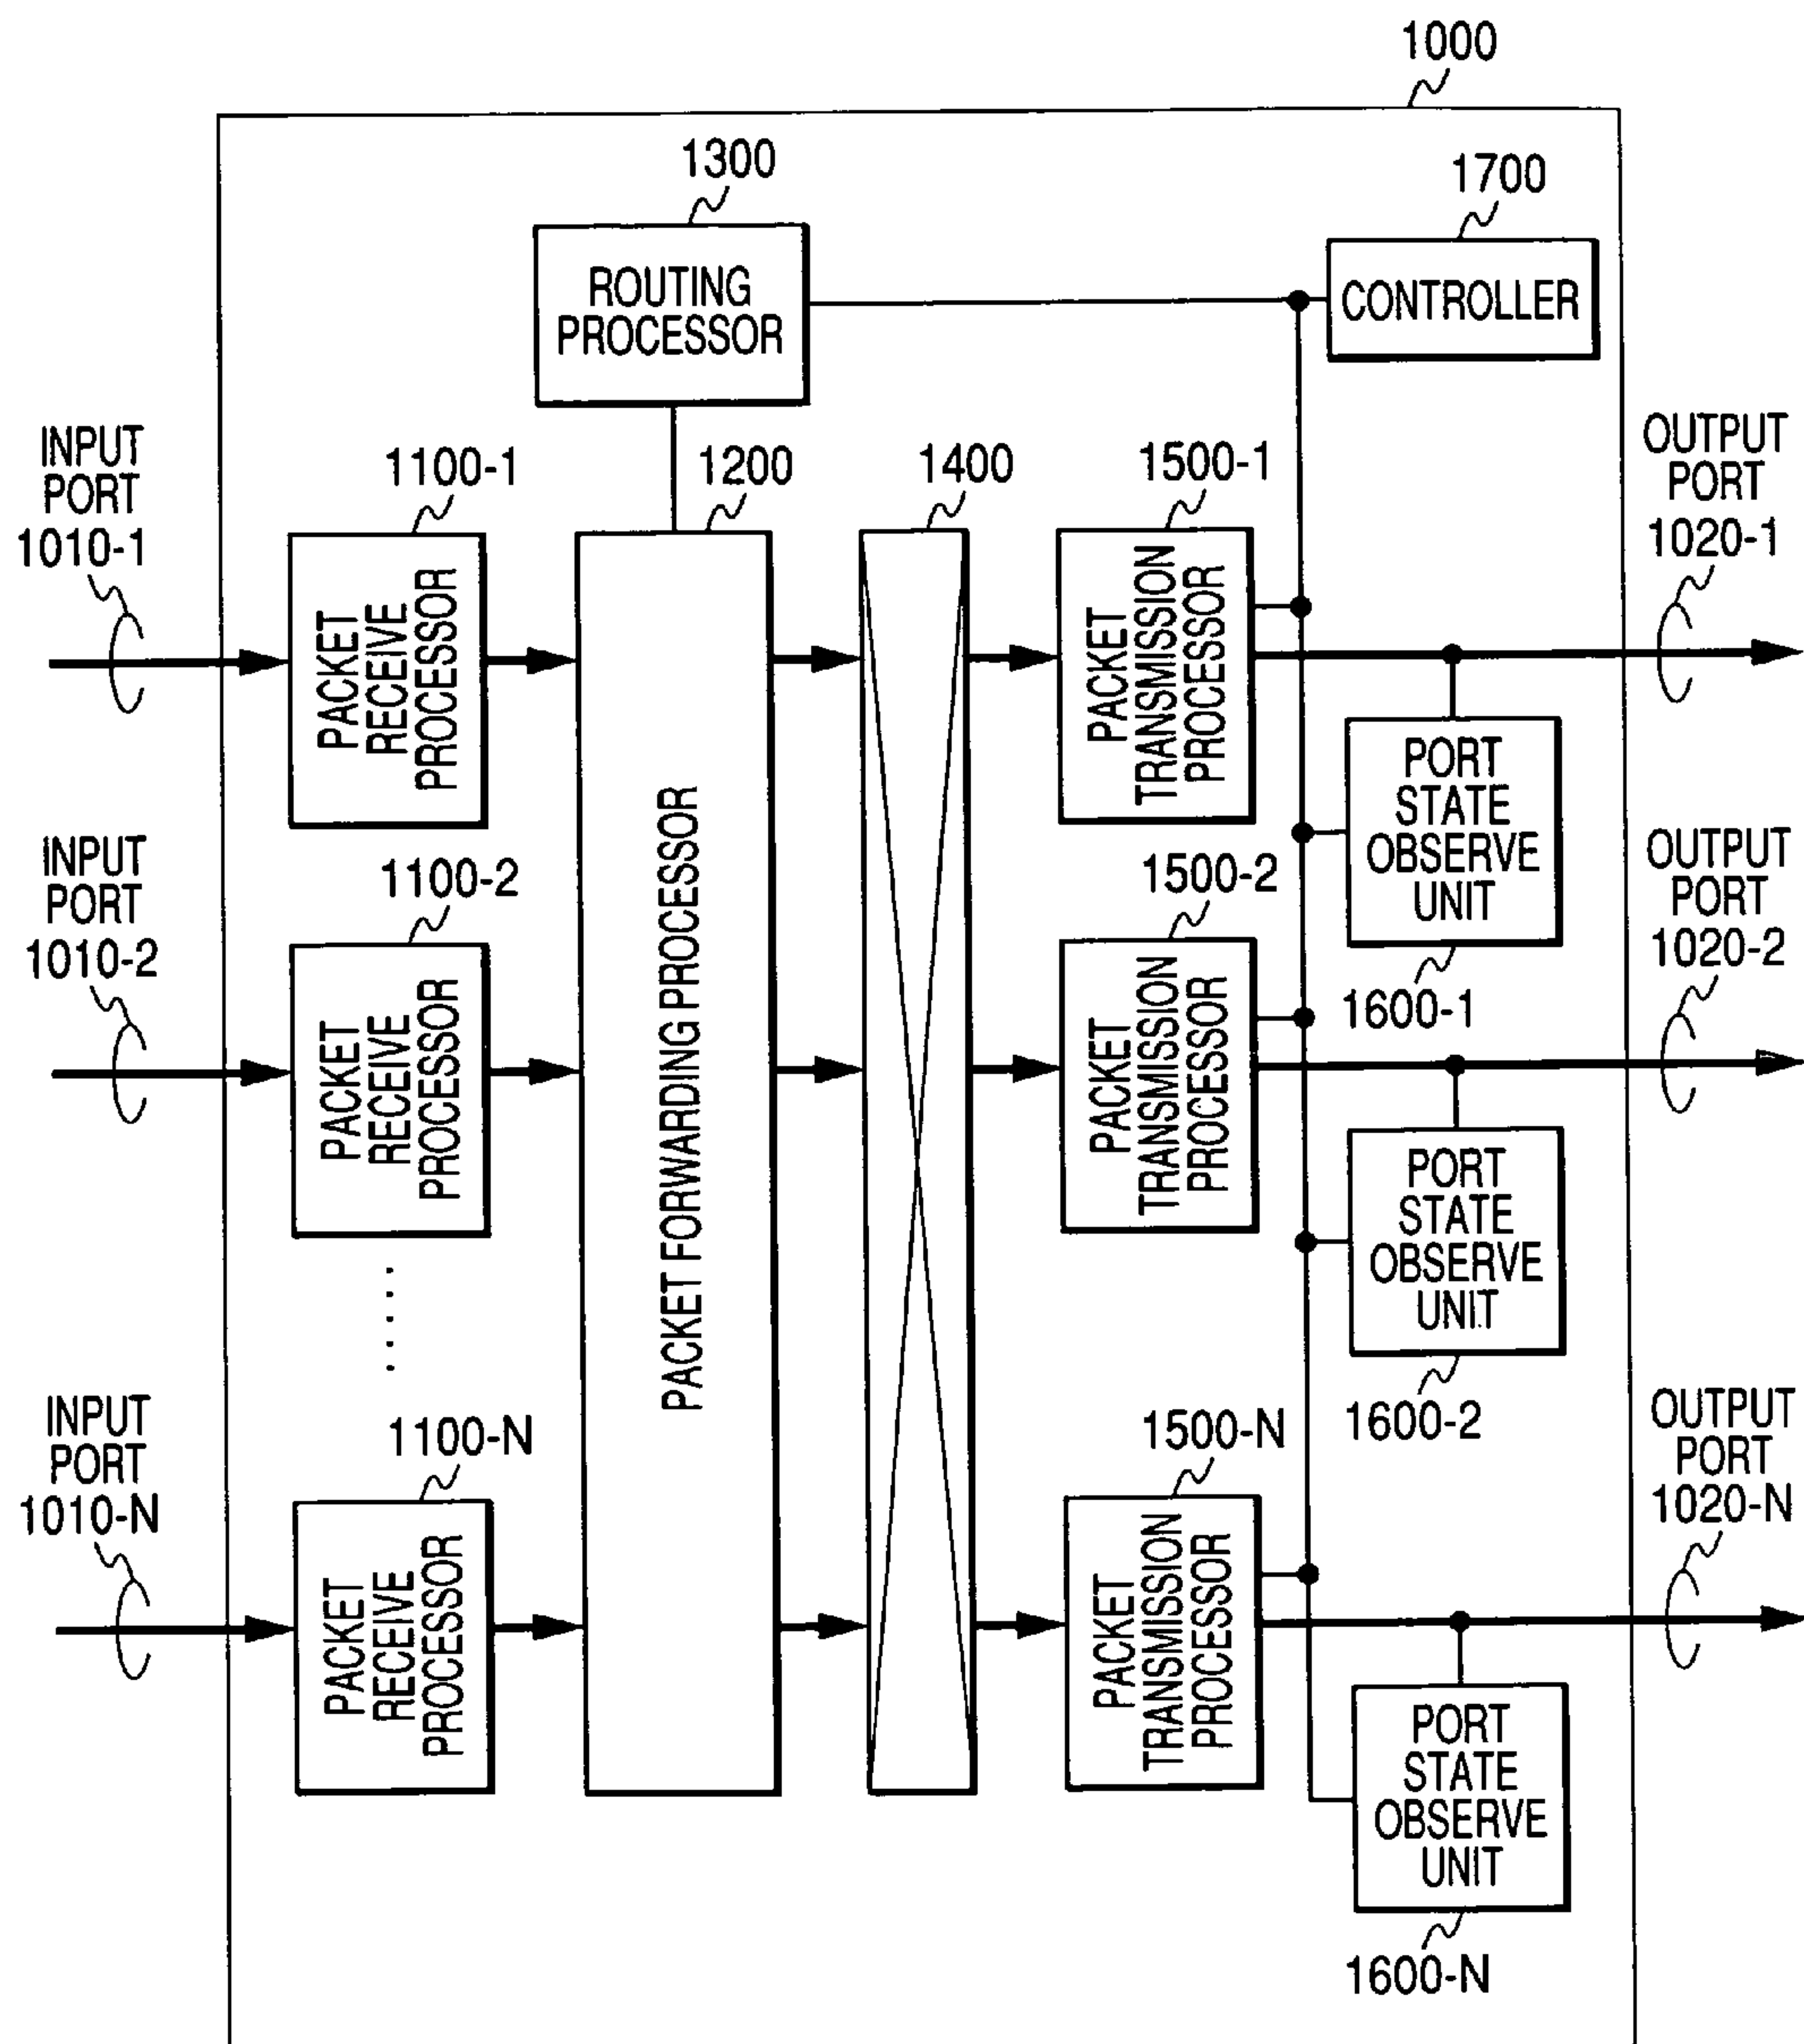 1000
1300
1700
ROUTING
PROCESSOR
CONTROLLER
INPUT
PORT
1010-1
1100-1
1200
1400
1500-1
OUTPUT
PORT
1020-1
PACKET
RECEIVE
PROCESSOR
PACKET FORWARDING PROCESSOR
PACKET
TRANSMISSION
PROCESSOR
PORT
STATE
OBSERVE
UNIT
1600-1
INPUT
PORT
1010-2
1100-2
1500-2
OUTPUT
PORT
1020-2
PACKET
RECEIVE
PROCESSOR
PACKET
TRANSMISSION
PROCESSOR
PORT
STATE
OBSERVE
UNIT
1600-2
INPUT
PORT
1010-N
1100-N
1500-N
OUTPUT
PORT
1020-N
PACKET
RECEIVE
PROCESSOR
PACKET
TRANSMISSION
PROCESSOR
PORT
STATE
OBSERVE
UNIT
1600-N